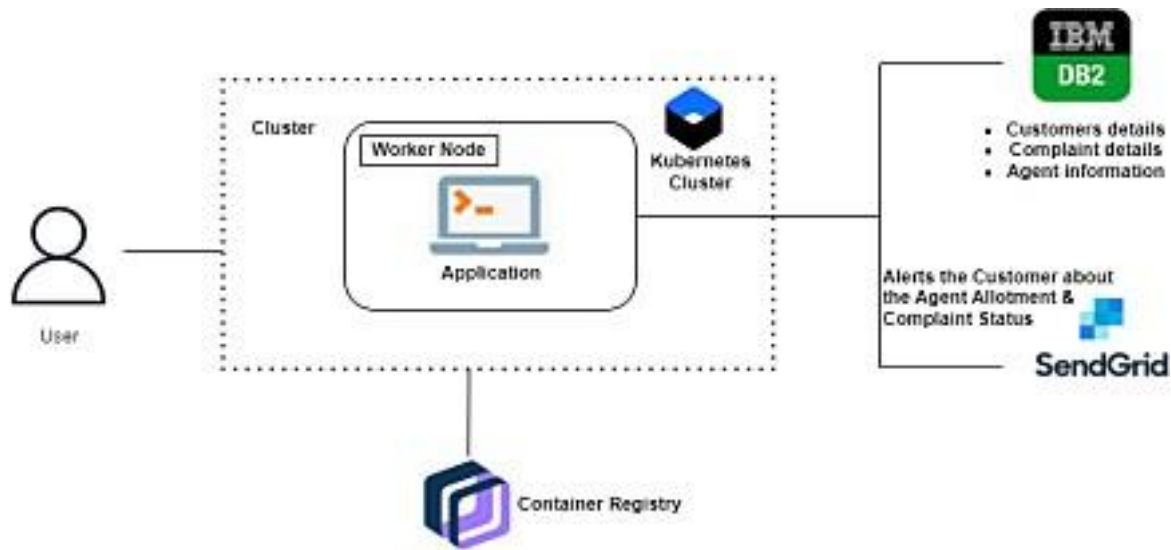 IBM
DB2
Cluster
Worker Node
Kubernetes
Cluster
Application
User
• Customers details
• Complaint details
• Agent information
Alerts the Customer about
the Agent Allotment &
Complaint Status
SendGrid
Container Registry